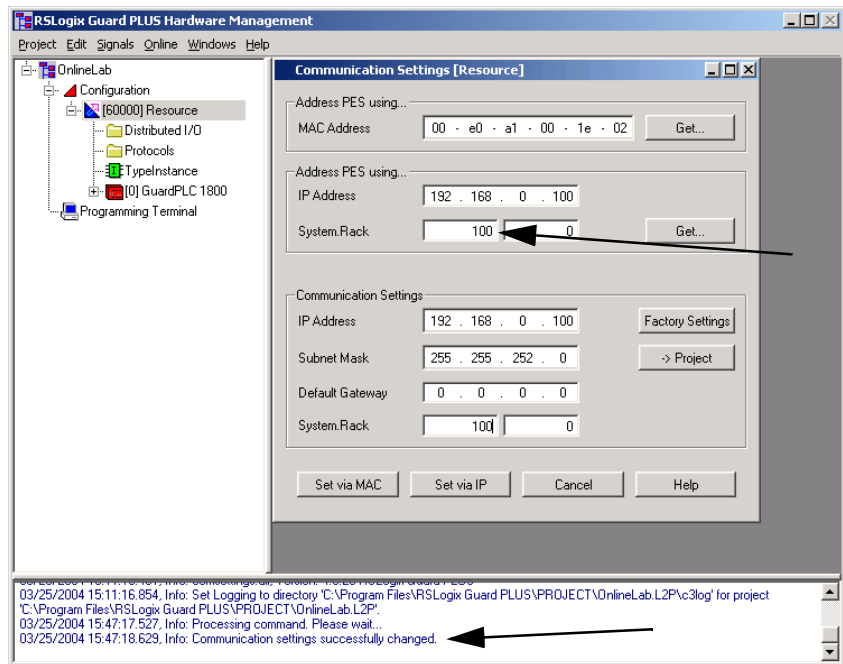 RSLogix Guard PLUS Hardware Management
Project Edit Signals Online Windows Help
OnlineLab
Configuration
[60000] Resource
Distributed I/O
Protocols
TypeInstance
[0] GuardPLC 1800
Programming Terminal
Communication Settings [Resource]
Address PES using...
MAC Address 00 - e0 - a1 - 00 - 1e - 02 Get...
Address PES using...
IP Address 192 . 168 . 0 . 100
System.Rack 100 0 Get...
Communication Settings
IP Address 192 . 168 . 0 . 100 Factory Settings
Subnet Mask 255 . 255 . 252 . 0 -> Project
Default Gateway 0 . 0 . 0 . 0
System.Rack 100 0
Set via MAC Set via IP Cancel Help
03/25/2004 15:11:16.854, Info: Set Logging to directory 'C:\Program Files\RSLogix Guard PLUS\PROJECT\OnlineLab.L2P\c3log' for project
'C:\Program Files\RSLogix Guard PLUS\PROJECT\OnlineLab.L2P'.
03/25/2004 15:47:17.527, Info: Processing command. Please wait...
03/25/2004 15:47:18.629, Info: Communication settings successfully changed.